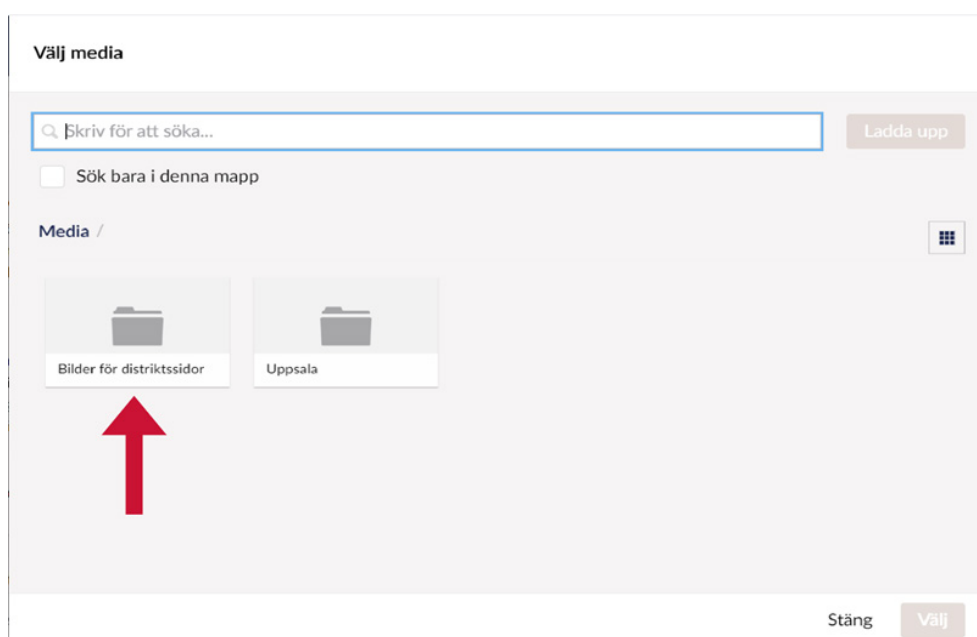 Välj media
Skriv för att söka...
Ladda upp
Sök bara i denna mapp
Media /
Bilder för distriktssidor
Uppsala
Stäng
Välj